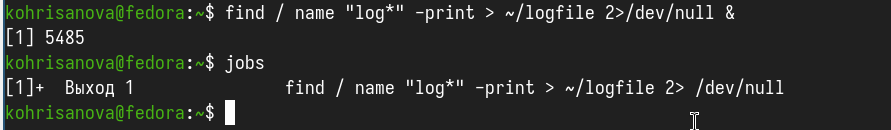 kohrisanova@fedora:~$ find / name "log*" -print > ~/logfile 2>/dev/null &
[1] 5485
kohrisanova@fedora:~$ jobs
[1]+  Выход 1                 find / name "log*" -print > ~/logfile 2> /dev/null
kohrisanova@fedora:~$